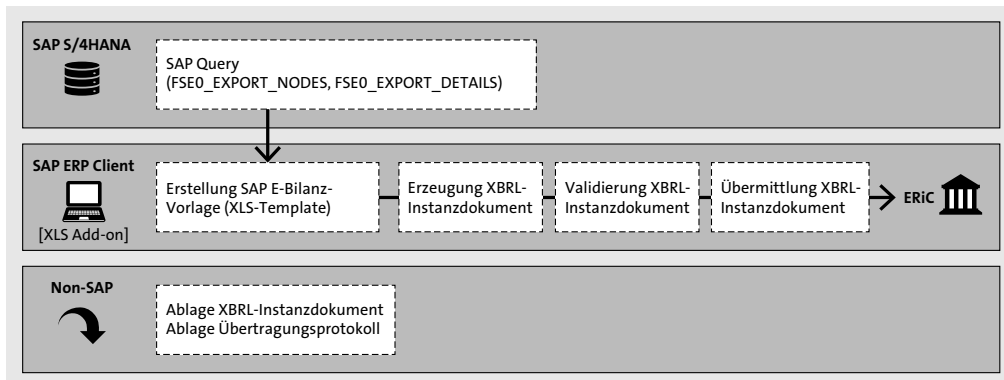 SAP S/4HANA
SAP Query
(FSE0_EXPORT_NODES, FSE0_EXPORT_DETAILS)
SAP ERP Client
[XLS Add-on]
Erstellung SAP E-Bilanz-
Vorlage (XLS-Template)
Erzeugung XBRL-
Instanzdokument
Validierung XBRL-
Instanzdokument
Übermittlung XBRL-
Instanzdokument
ERiC
Non-SAP
Ablage XBRL-Instanzdokument
Ablage Übertragungsprotokoll